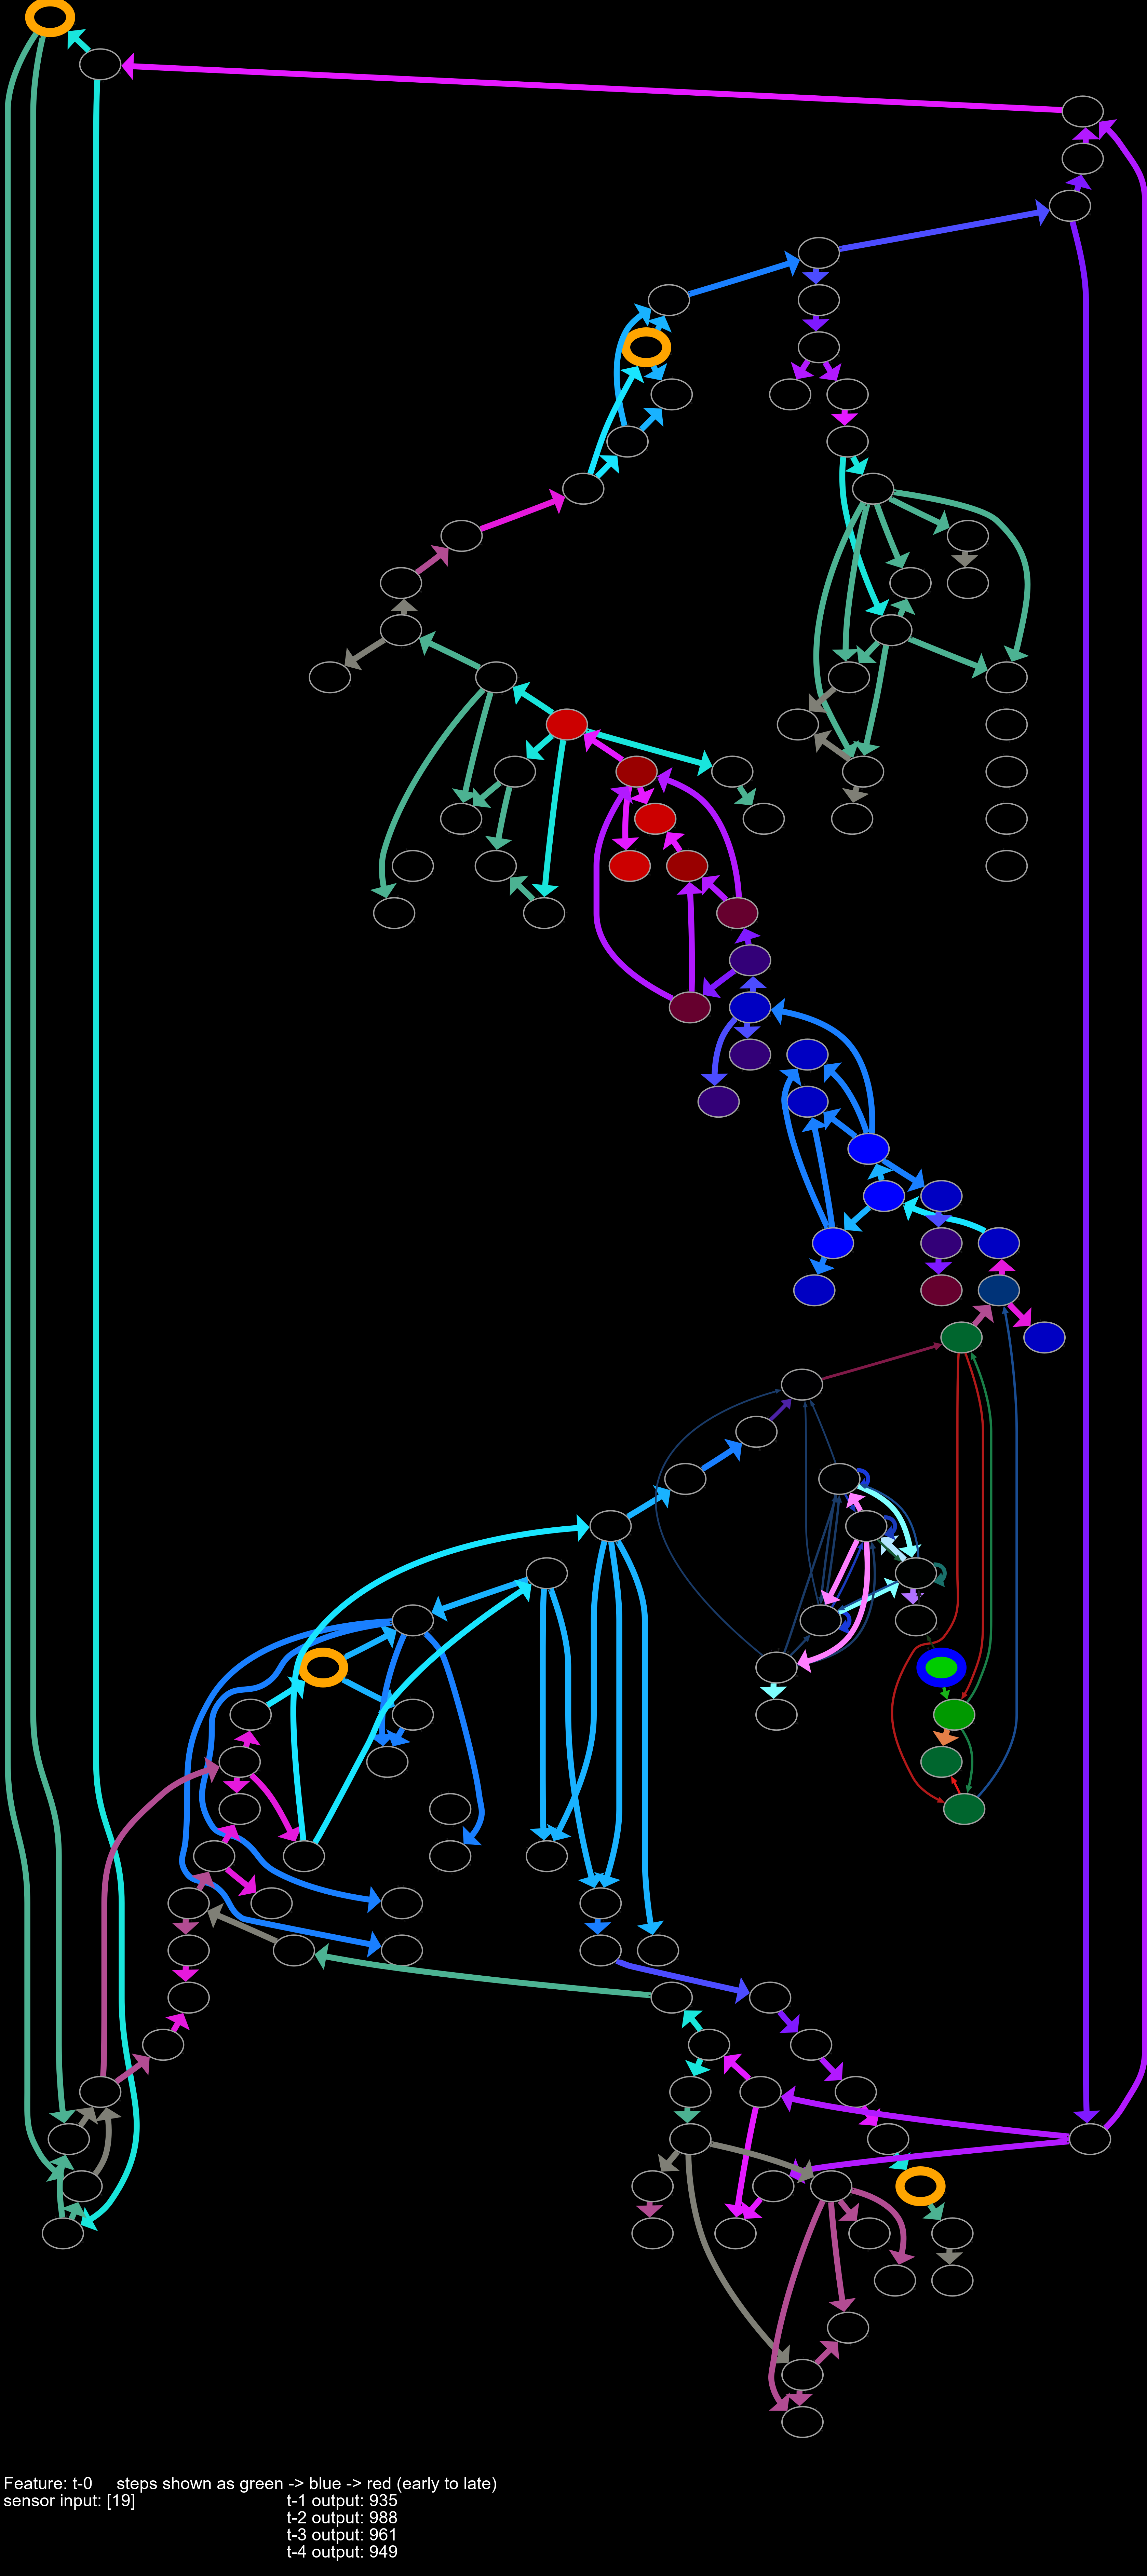 Feature: t-0 steps shown as green -> blue -> red (early to late)
sensor input: [19] t-1 output: 935
t-2 output: 988
t-3 output: 961
t-4 output: 949